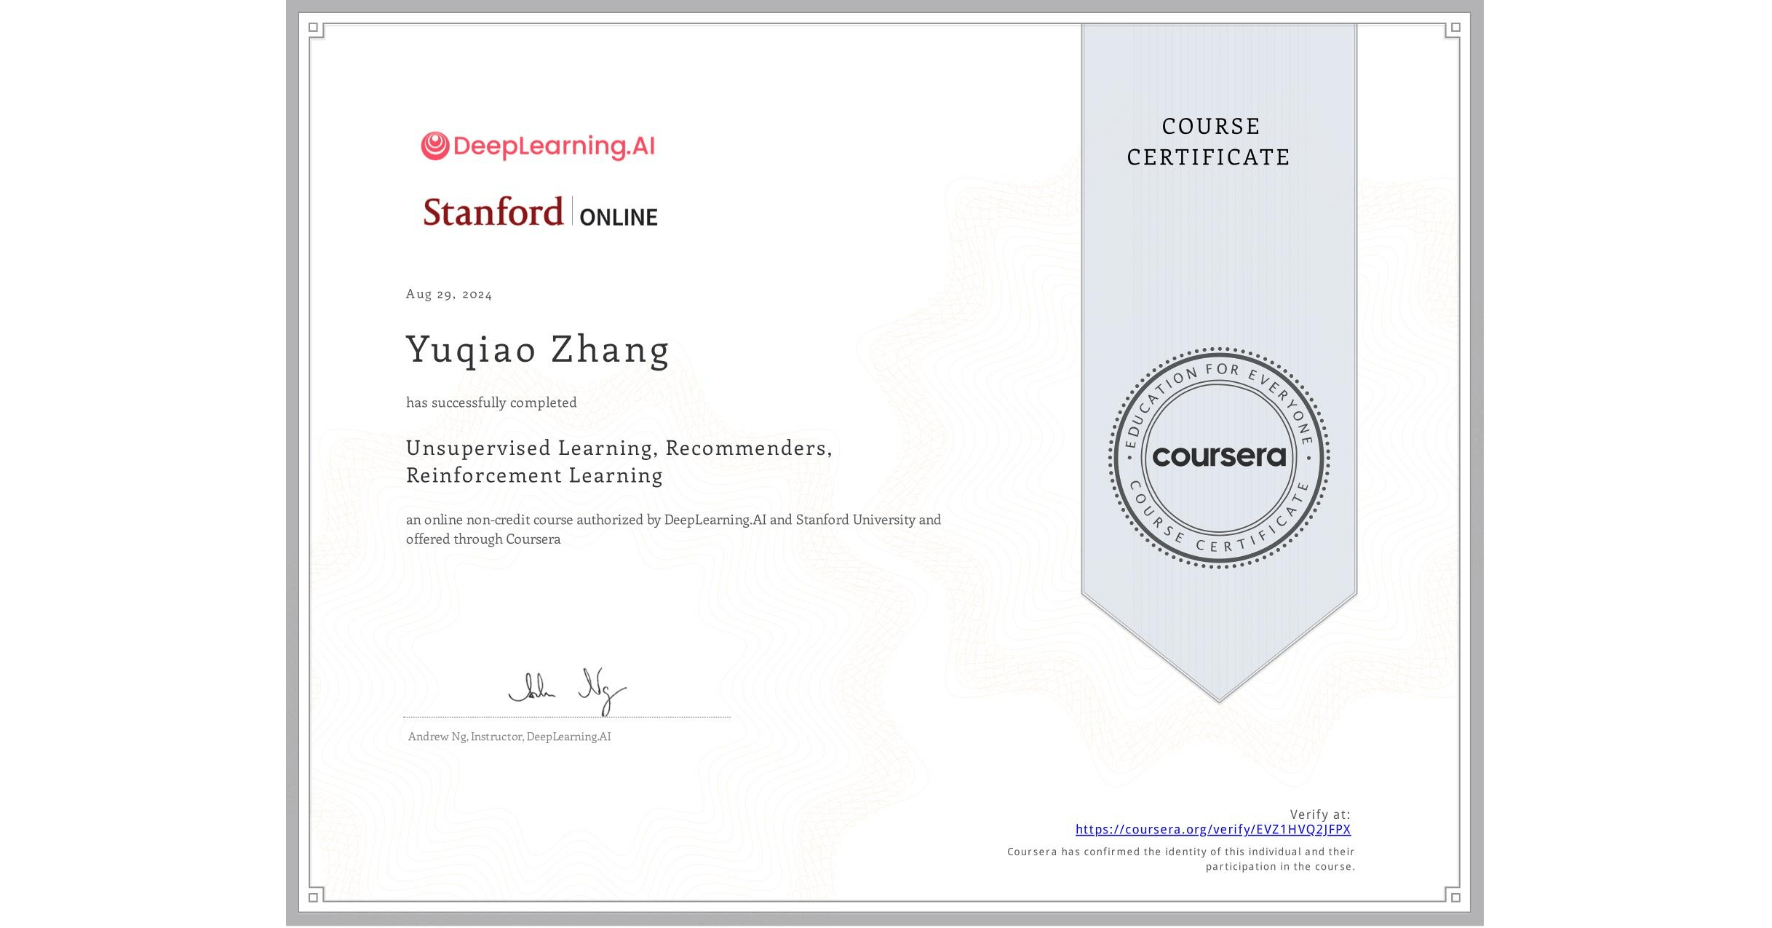 DeepLearning.AI
Stanford | ONLINE
Aug 29, 2024
Yuqiao Zhang
has successfully completed
Unsupervised Learning, Recommenders,
Reinforcement Learning
an online non-credit course authorized by DeepLearning.AI and Stanford University and
offered through Coursera
Andrew Ng, Instructor, DeepLearning.AI
COURSE
CERTIFICATE
EDUCATION FOR EVERYONE
coursera
COURSE CERTIFICATE
Verify at:
https://coursera.org/verify/EVZ1HVQ2JFPX
Coursera has confirmed the identity of this individual and their
participation in the course.